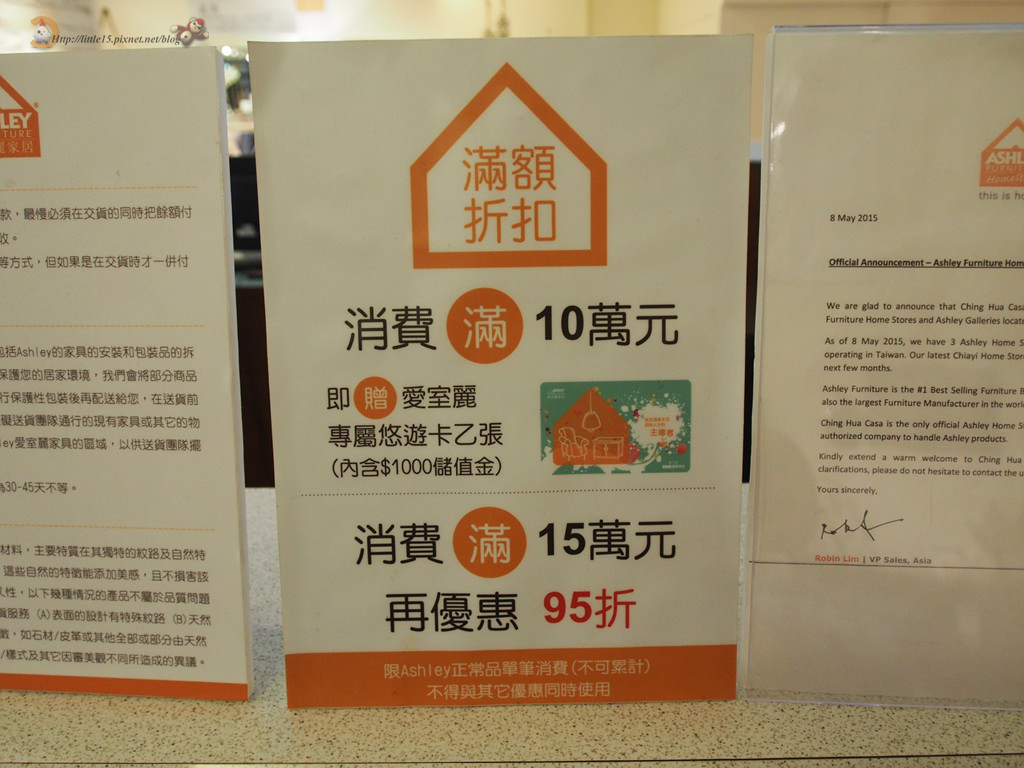 Http://little15.pixnet.net/blog
LEY
TURE
家居
款，最慢必須在交貨的同時把餘額付
收。
等方式，但如果是在交貨時才一併付
包括Ashley的家具的安裝和包裝品的拆
保護您的居家環境，我們會將部分商品
行保護性包裝後再配送給您，在送貨前
礙送貨團隊通行的現有家具或其它的物
ley愛室麗家具的區域，以供送貨團隊擺
為30-45天不等。
材料，主要特質在其獨特的紋路及自然特
這些自然的特徵能添加美感，且不損害該
性，以下幾種情況的產品不屬於品質問題
貨服務 (A)表面的設計有特殊紋路 (B)天然
徵，如石材/皮革或其他全部或部分由天然
/樣式及其它因審美觀不同所造成的異議。
滿額
折扣
消費 滿 10萬元
即 贈 愛室麗
專屬悠遊卡乙張
(內含$1000儲值金)
主導者
消費 滿 15萬元
再優惠 95折
限Ashley正常品單筆消費(不可累計)
不得與其它優惠同時使用
ASHL
FURNIT
HomeSt
this is ho
8 May 2015
Official Announcement – Ashley Furniture Hom
We are glad to announce that Ching Hua Casa
Furniture Home Stores and Ashley Galleries locate
As of 8 May 2015, we have 3 Ashley Home S
operating in Taiwan. Our latest Chiayi Home Store
next few months.
Ashley Furniture is the #1 Best Selling Furniture B
also the largest Furniture Manufacturer in the worl
Ching Hua Casa is the only official Ashley Home S
authorized company to handle Ashley products.
Kindly extend a warm welcome to Ching Hua
clarifications, please do not hesitate to contact the u
Yours sincerely,
Robin Lim | VP Sales, Asia